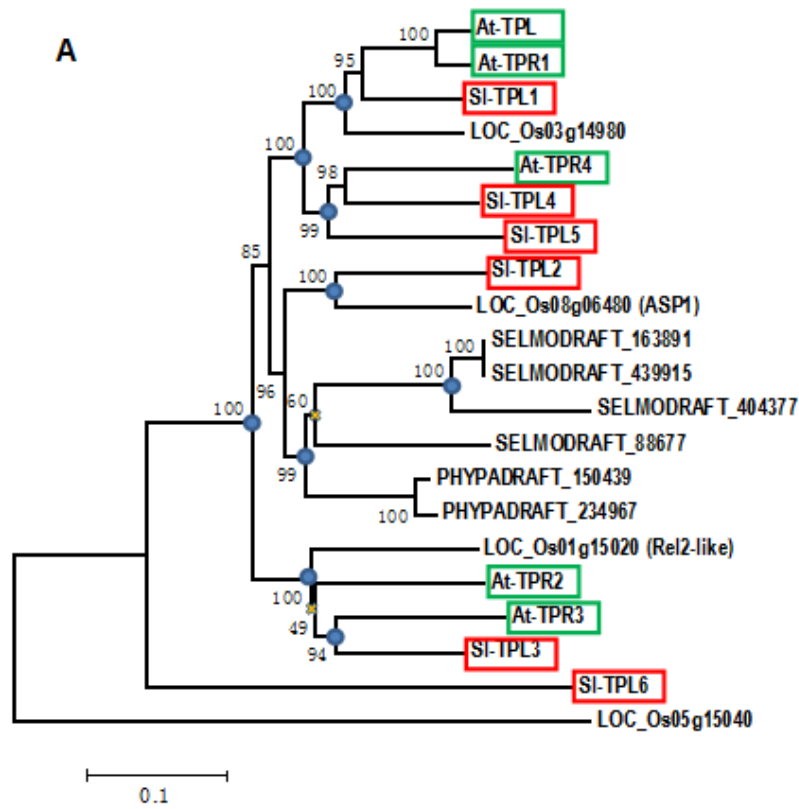 A
100
At-TPL
At-TPR1
95
Sl-TPL1
100
LOC_Os03g14980
100
98
At-TPR4
Sl-TPL4
99
Sl-TPL5
85
100
Sl-TPL2
LOC_Os08g06480 (ASP1)
100
SELMODRAFT_163891
SELMODRAFT_439915
100
96
60
SELMODRAFT_404377
100
SELMODRAFT_88677
99
PHYPADRAFT_150439
100
PHYPADRAFT_234967
LOC_Os01g15020 (Rel2-like)
100
At-TPR2
49
At-TPR3
94
Sl-TPL3
Sl-TPL6
LOC_Os05g15040
0.1